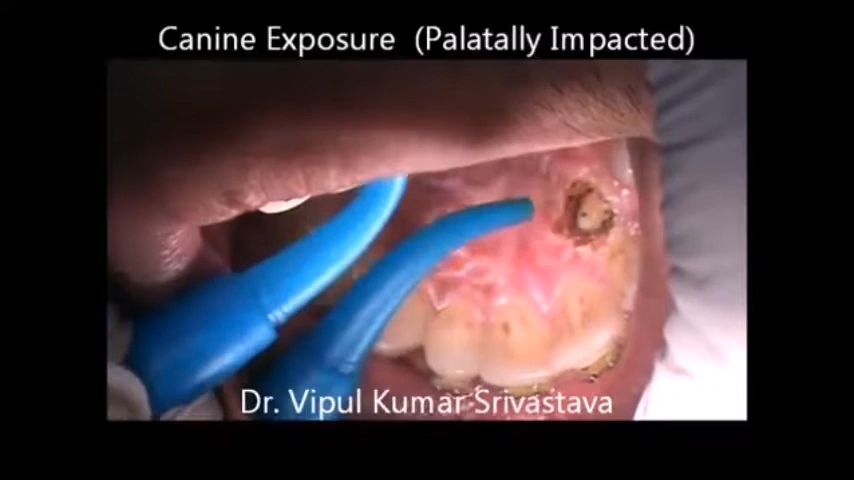 Canine Exposure (Palatally Impacted)
Dr. Vipul Kumar Srivastava